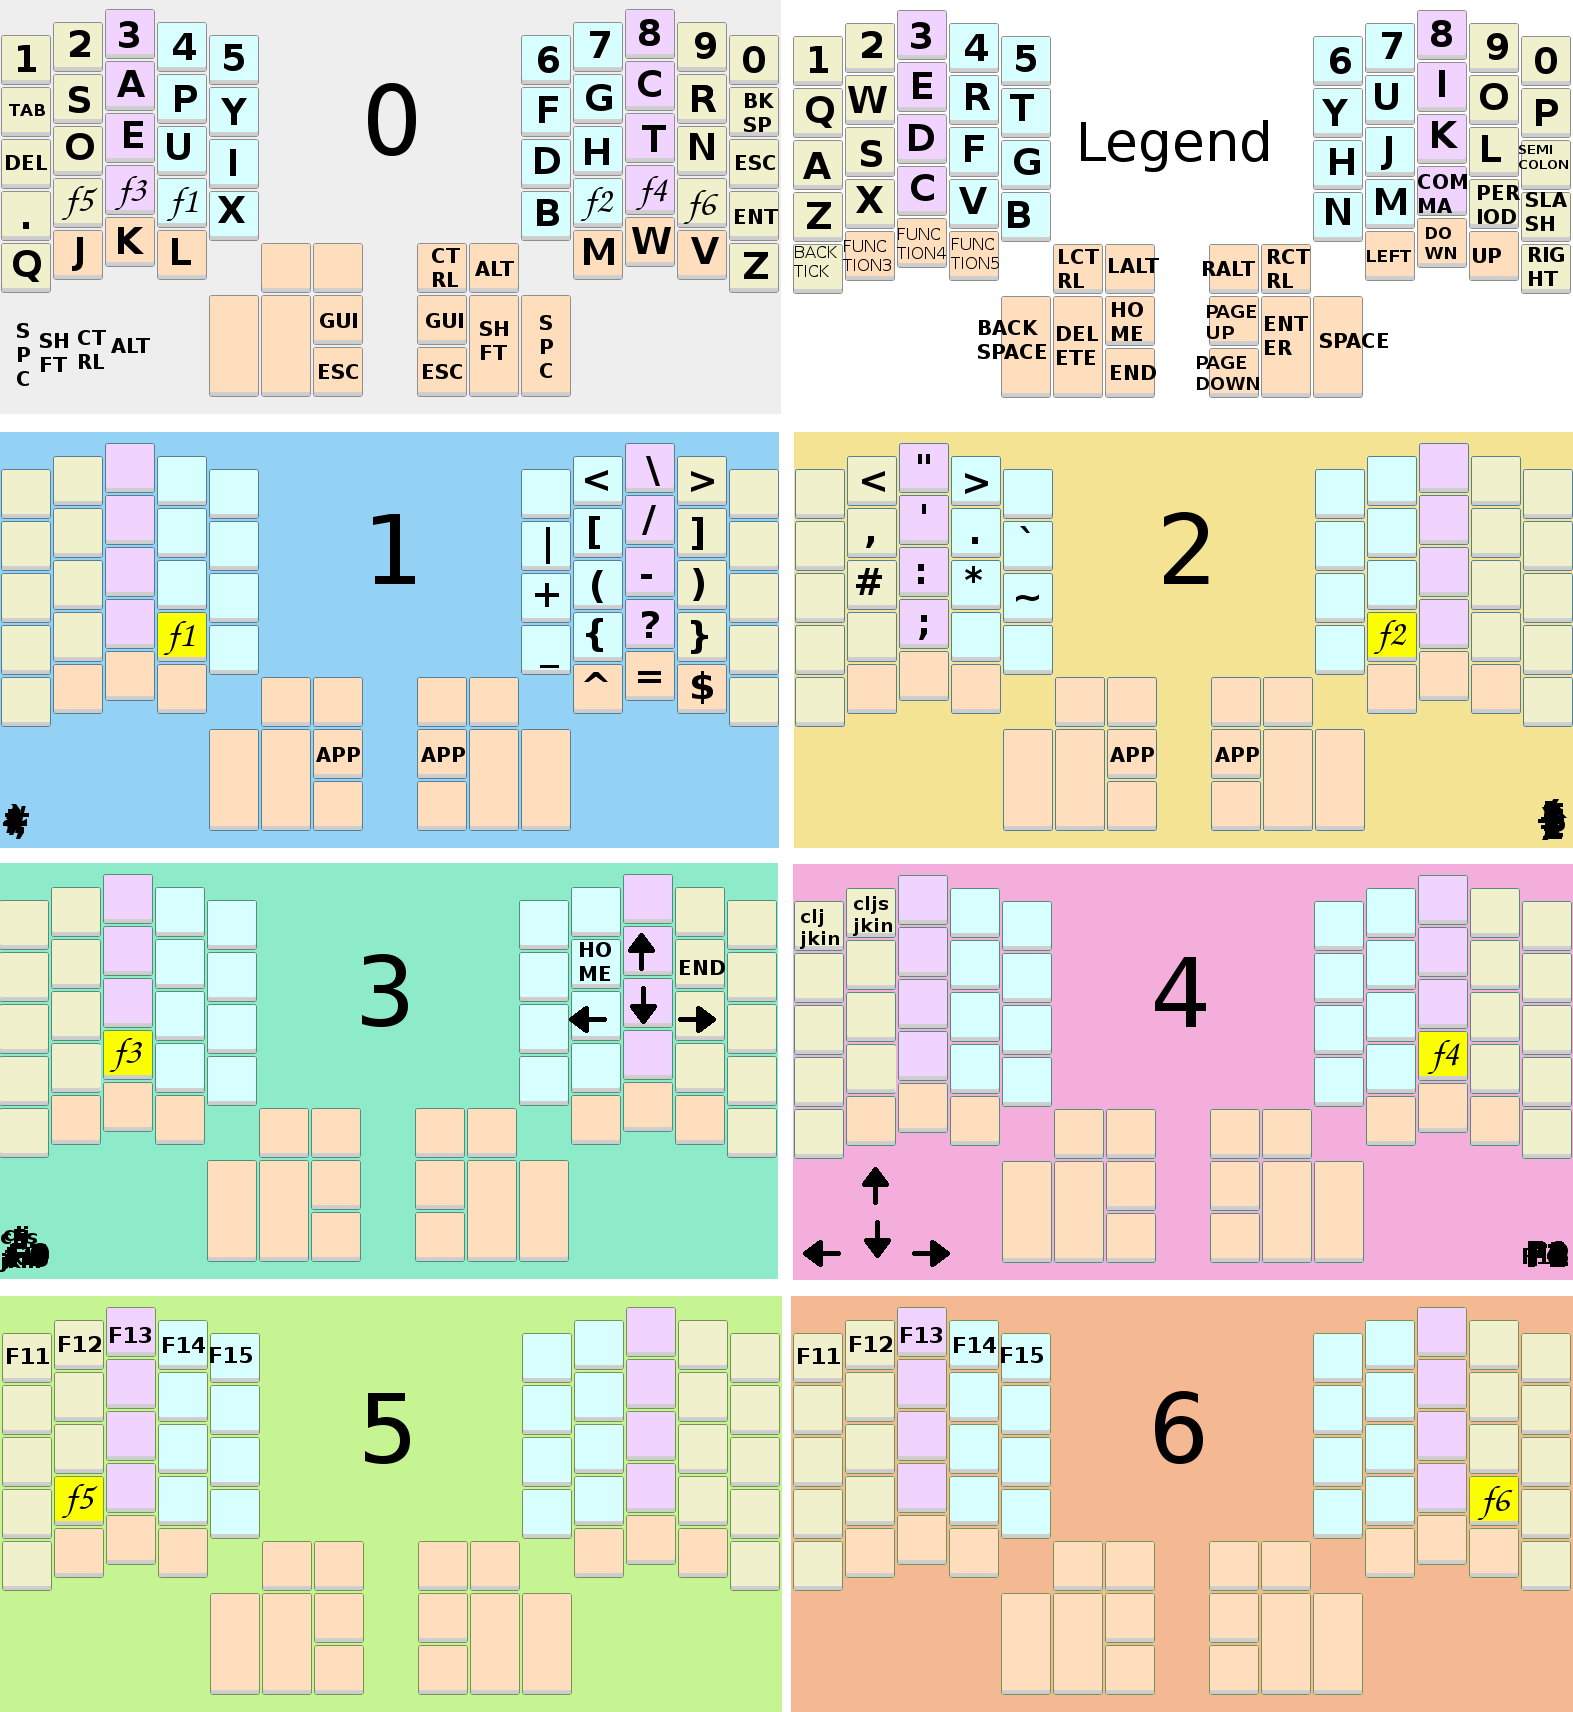 1 2 3 4 5 6 7 8 9 0
TAB S A P Y F G C R BK SP
DEL O E U I D H T N ESC
. f5 f3 f1 X B f2 f4 f6 ENT
Q J K L M W V Z
CT RL ALT
GUI GUI SH FT S P C
ESC ESC
S P C SH FT CT RL ALT
0
1 2 3 4 5 6 7 8 9 0
Q W E R T Y U I O P
A S D F G H J K L SEMI COLON
Z X C V B N M COM MA PER IOD SLA SH
BACK TICK FUNC TION3 FUNC TION4 FUNC TION5 LEFT DO WN UP RIG HT
LCT RL LALT RALT RCT RL
BACK SPACE DEL ETE HO ME PAGE UP ENT ER SPACE
END PAGE DOWN
Legend
1
< \ >
| [ / ]
+ ( - )
f1 _ { ? }
^ = $
APP APP
2
< " >
, ' . `
# : * ~
; f2
APP APP
3
HO ME ↑ END
← ↓ →
f3
4
clj jkin cljs jkin
f4
↑
← ↓ →
5
F11 F12 F13 F14 F15
f5
6
F11 F12 F13 F14 F15
f6